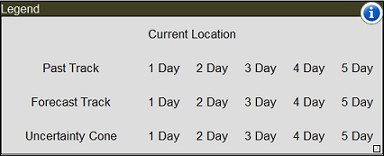 Legend
Current Location
Past Track 1 Day 2 Day 3 Day 4 Day 5 Day
Forecast Track 1 Day 2 Day 3 Day 4 Day 5 Day
Uncertainty Cone 1 Day 2 Day 3 Day 4 Day 5 Day